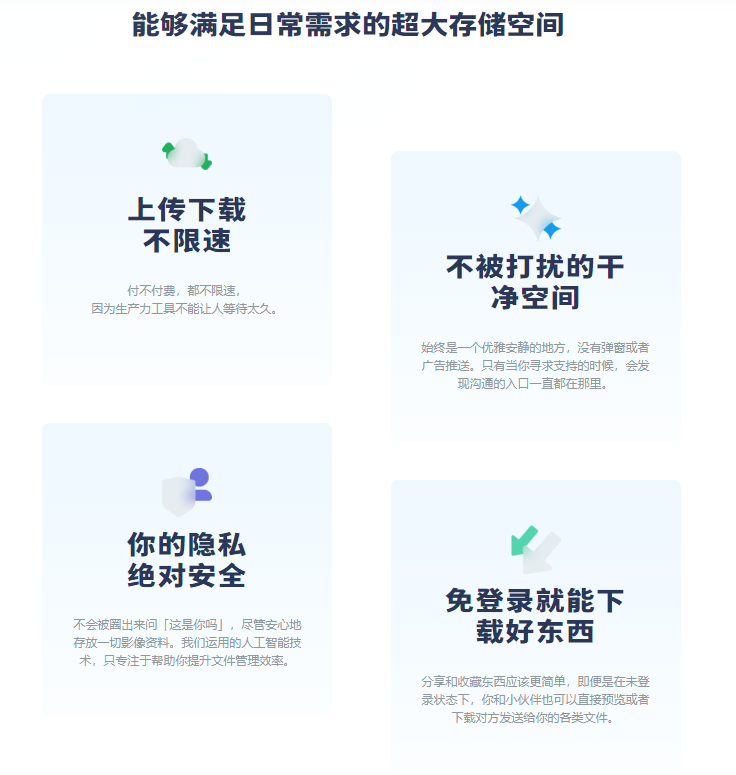 能够满足日常需求的超大存储空间
上传下载
不限速
付不付费，都不限速，
因为生产力工具不能让人等待太久。
不被打扰的干
净空间
始终是一个优雅安静的地方，没有弹窗或者
广告推送。只有当你寻求支持的时候，会发
现沟通的入口一直都在那里。
你的隐私
绝对安全
不会被圈出来问「这是你吗」，尽管安心地
存放一切影像资料。我们运用的人工智能技
术，只专注于帮助你提升文件管理效率。
免登录就能下
载好东西
分享和收藏东西应该更简单，即便是在未登
录状态下，你和小伙伴也可以直接预览或者
下载对方发送给你的各类文件。